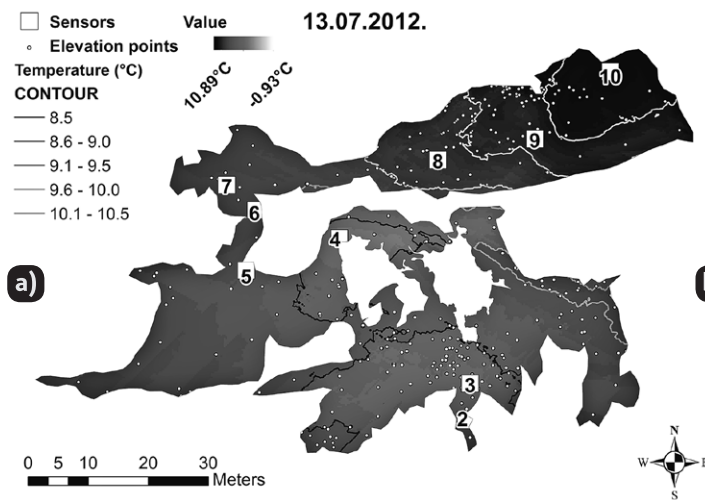 13.07.2012.
Sensors
Value
Elevation points
10.89°C
-0.93°C
Temperature (°C)
CONTOUR
8.5
8.6 - 9.0
9.1 - 9.5
9.6 - 10.0
10.1 - 10.5
10
9
8
7
6
4
5
a)
3
2
0 5 10 20 30
Meters
N
W
S